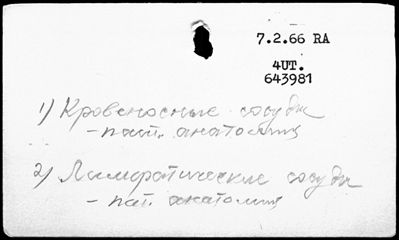 7.2.66 RA
4UT.
643981
1) Кровеносные сосуды
- пат. анатомия
2) Лимфатические сосуды
- пат. анатомия